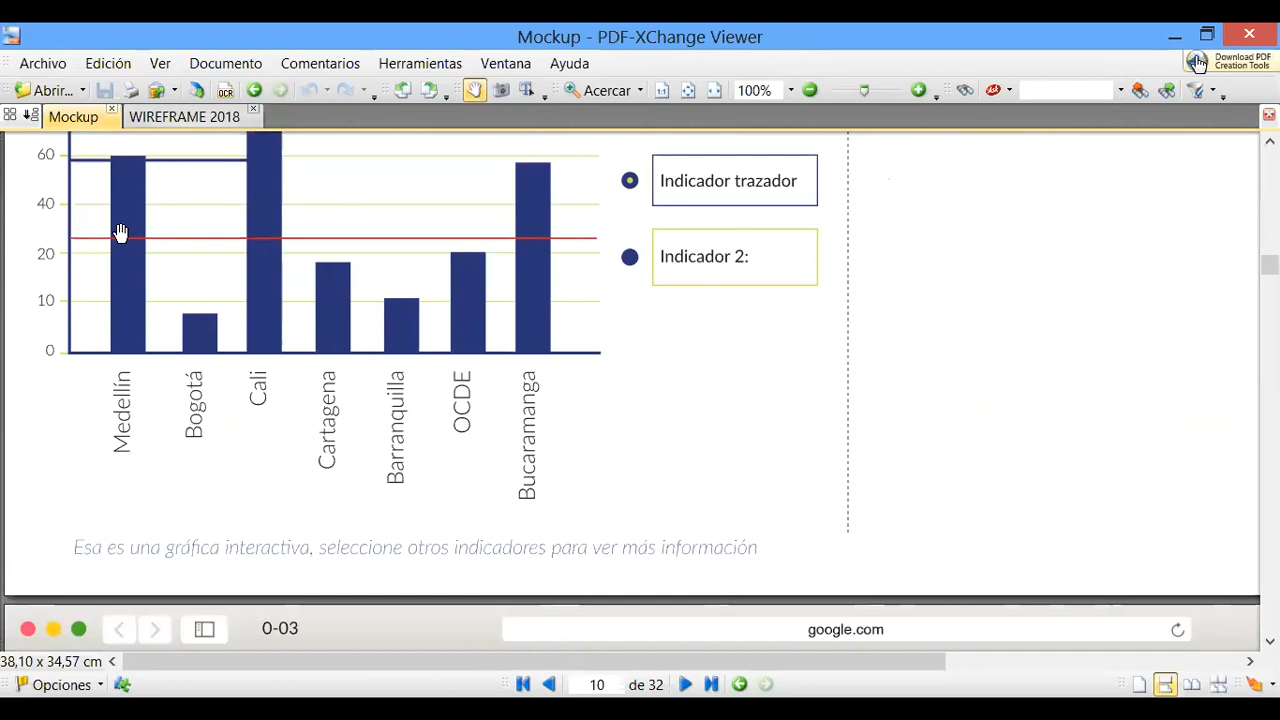 Mockup - PDF-XChange Viewer
Archivo Edición Ver Documento Comentarios Herramientas Ventana Ayuda
Download PDF
Creation Tools
Abrir... OCR Acercar 1:1 100%
Mockup WIREFRAME 2018
60
40
20
10
0
Indicador trazador
Indicador 2:
Medellín
Bogotá
Cali
Cartagena
Barranquilla
OCDE
Bucaramanga
Esa es una gráfica interactiva, seleccione otros indicadores para ver más información
0-03
google.com
38,10 x 34,57 cm
Opciones 10 de 32